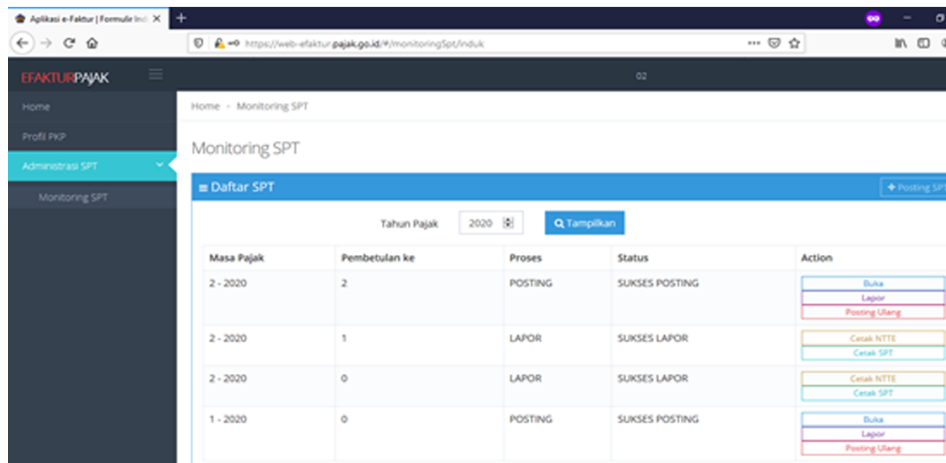 Aplikasi e-Faktur | Formulir Ind
https://web-efaktur.pajak.go.id/#/monitoringSpt/induk
EFAKTURPAJAK
02
Home
Home - Monitoring SPT
Profil PKP
Monitoring SPT
Administrasi SPT
Monitoring SPT
Daftar SPT
Posting SPT
Tahun Pajak 2020 Tampilkan
Masa Pajak Pembetulan ke Proses Status Action
2 - 2020 2 POSTING SUKSES POSTING Buka
Lapor
Posting Ulang
2 - 2020 1 LAPOR SUKSES LAPOR Cetak NTTE
Cetak SPT
2 - 2020 0 LAPOR SUKSES LAPOR Cetak NTTE
Cetak SPT
1 - 2020 0 POSTING SUKSES POSTING Buka
Lapor
Posting Ulang